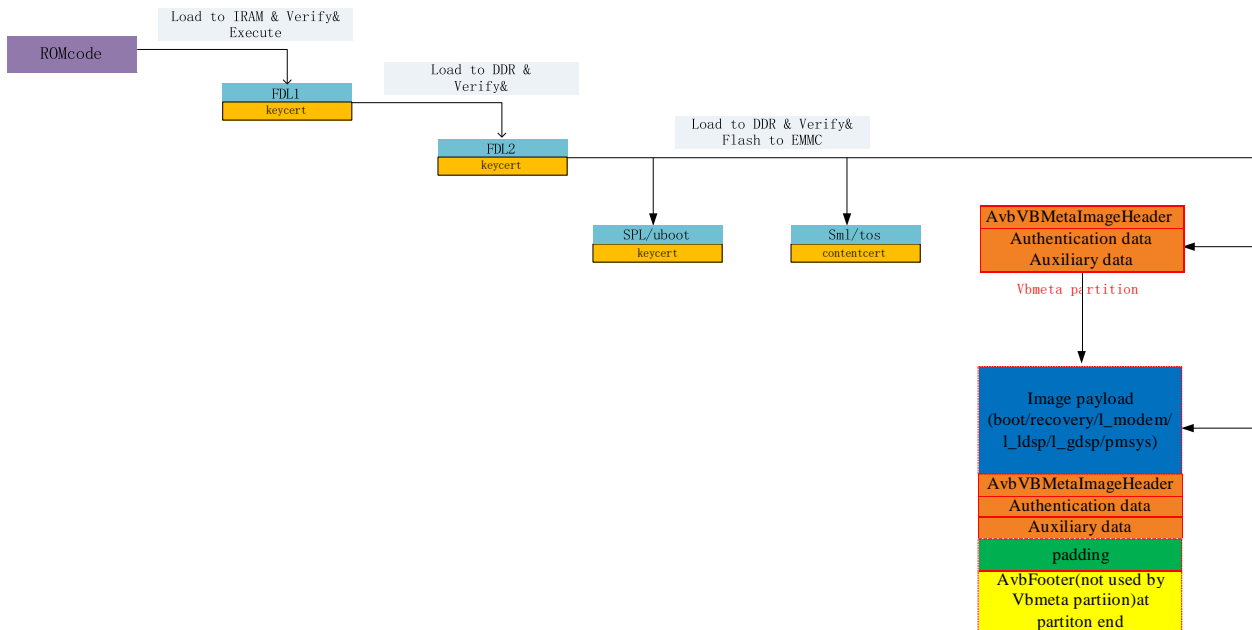 Load to IRAM & Verify&
Execute
ROMcode
FDL1
keycert
Load to DDR &
Verify&
FDL2
keycert
Load to DDR & Verify&
Flash to EMMC
SPL/uboot
keycert
Sml/tos
contentcert
AvbVBMetaImageHeader
Authentication data
Auxiliary data
Vbmeta partition
Image payload
(boot/recovery/l_modem/
l_ldsp/l_gdsp/pmsys)
AvbVBMetaImageHeader
Authentication data
Auxiliary data
padding
AvbFooter(not used by
Vbmeta partiion)at
partiton end